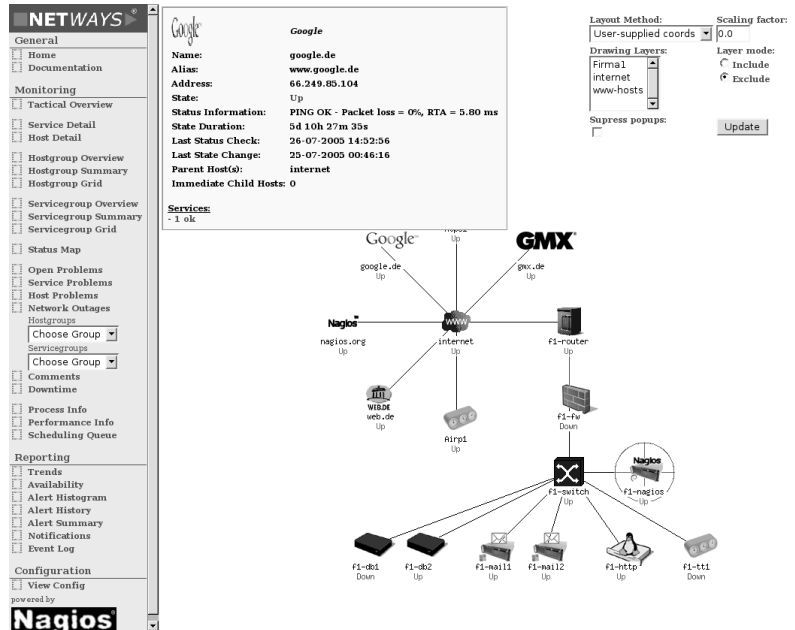 NETWAYS®
General
Home
Documentation
Monitoring
Tactical Overview
Service Detail
Host Detail
Hostgroup Overview
Hostgroup Summary
Hostgroup Grid
Servicegroup Overview
Servicegroup Summary
Servicegroup Grid
Status Map
Open Problems
Service Problems
Host Problems
Network Outages
Hostgroups
Choose Group
Servicegroups
Choose Group
Comments
Downtime
Process Info
Performance Info
Scheduling Queue
Reporting
Trends
Availability
Alert Histogram
Alert History
Alert Summary
Notifications
Event Log
Configuration
View Config
powered by
Nagios®
Google Google
Name: google.de
Alias: www.google.de
Address: 66.249.85.104
State: Up
Status Information: PING OK - Packet loss = 0%, RTA = 5.80 ms
State Duration: 5d 10h 27m 35s
Last Status Check: 26-07-2005 14:52:56
Last State Change: 25-07-2005 00:46:16
Parent Host(s): internet
Immediate Child Hosts: 0
Services:
- 1 ok
Layout Method: Scaling factor:
User-supplied coords 0.0
Drawing Layers: Layer mode:
Firma1 Include
internet Exclude
www-hosts
Supress popups:
Update
Google GMX
Up
google.de gmx.de
Up Up
Nagios WWW
nagios.org internet f1-router
Up Up Up
WEB.DE
web.de f1-fw
Up Down
Airp1
Up
Nagios
f1-switch f1-nagios
Up Up
f1-db1 f1-db2 f1-mail1 f1-mail2 f1-http f1-tt1
Down Up Up Up Up Down